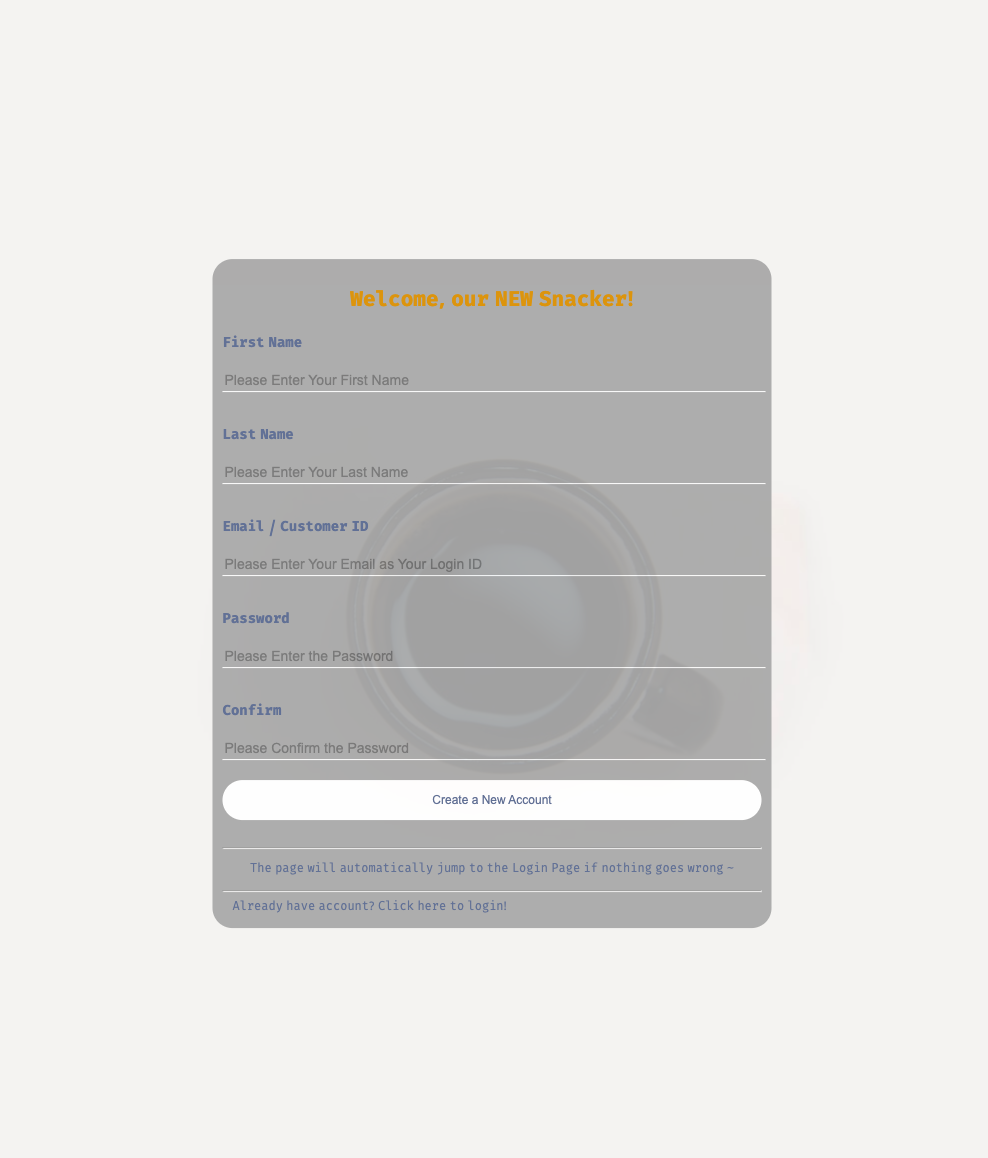 Welcome, our NEW Snacker!
First Name
Please Enter Your First Name
Last Name
Please Enter Your Last Name
Email / Customer ID
Please Enter Your Email as Your Login ID
Password
Please Enter the Password
Confirm
Please Confirm the Password
Create a New Account
The page will automatically jump to the Login Page if nothing goes wrong ~
Already have account? Click here to login!